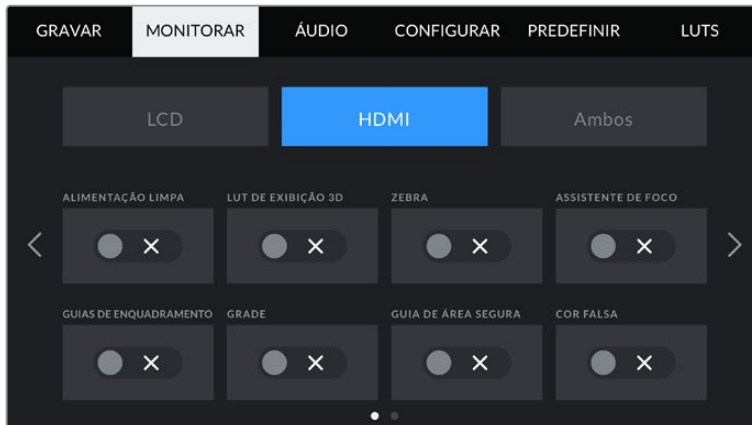 GRAVAR MONITORAR ÁUDIO CONFIGURAR PREDEFINIR LUTS
LCD HDMI Ambos
ALIMENTAÇÃO LIMPA LUT DE EXIBIÇÃO 3D ZEBRA ASSISTENTE DE FOCO
GUIAS DE ENQUADRAMENTO GRADE GUIA DE ÁREA SEGURA COR FALSA